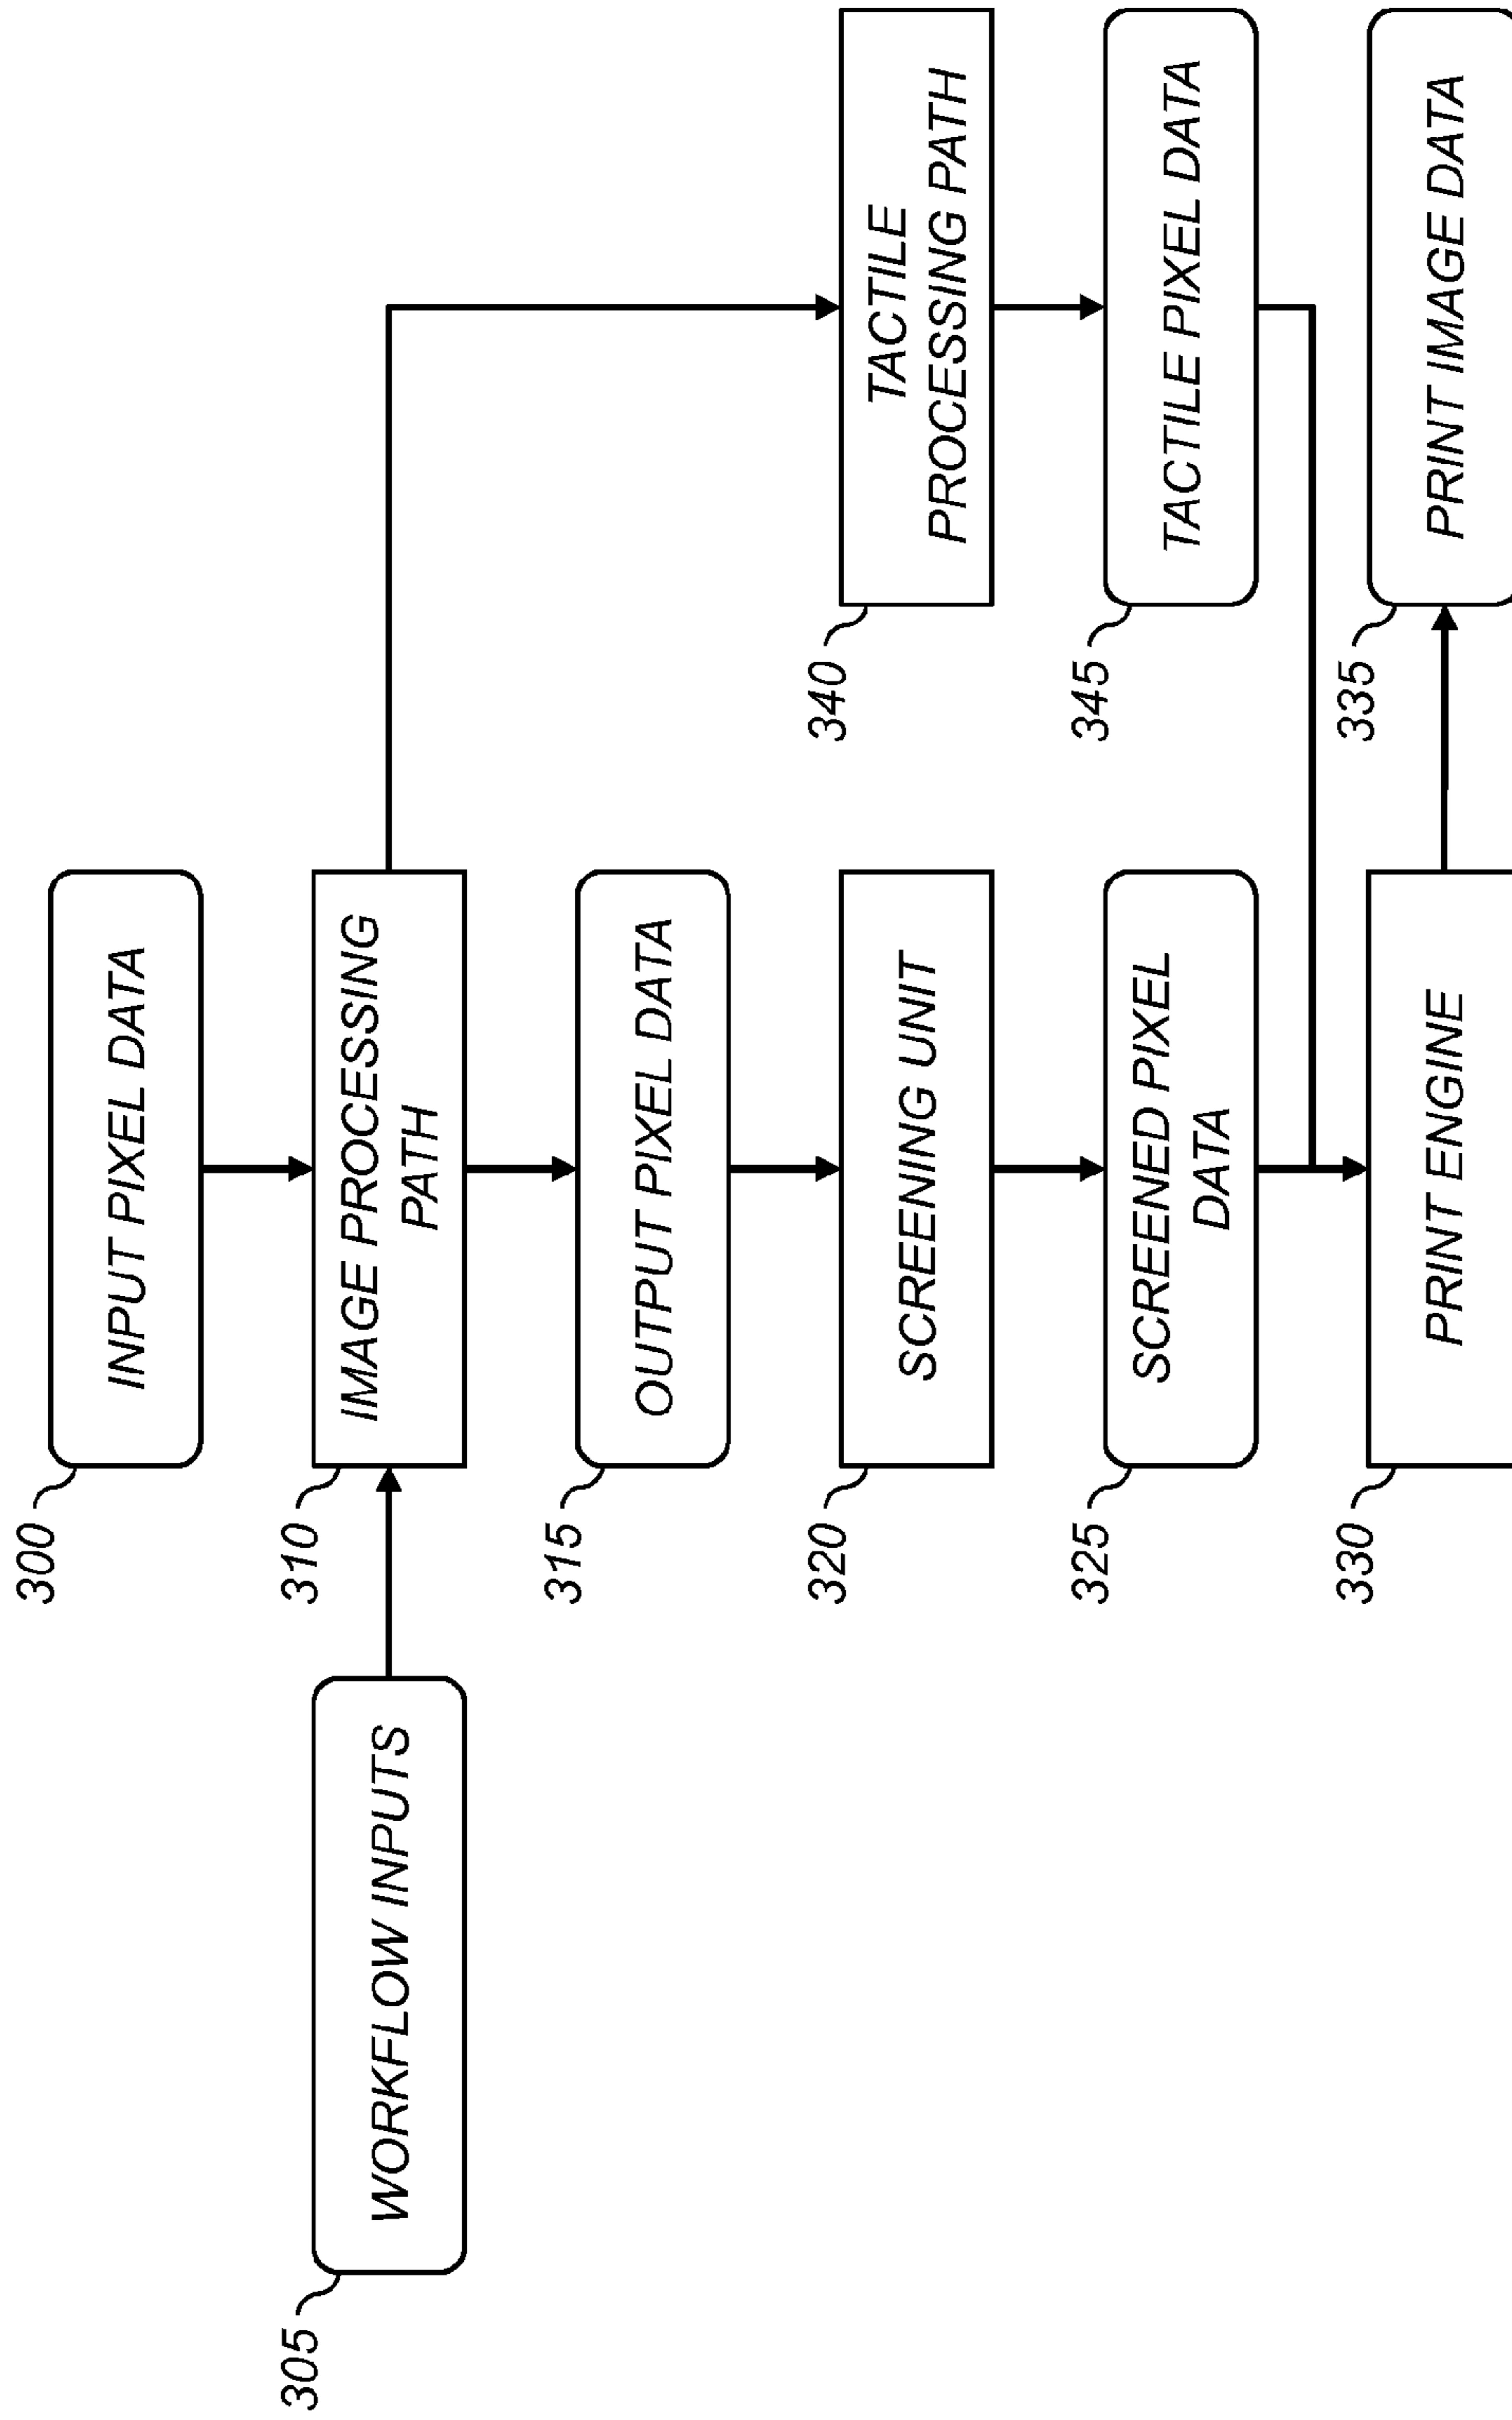 300
INPUT PIXEL DATA
305
WORKFLOW INPUTS
310
IMAGE PROCESSING
PATH
315
OUTPUT PIXEL DATA
320
SCREENING UNIT
340
TACTILE
PROCESSING PATH
325
SCREENED PIXEL
DATA
345
TACTILE PIXEL DATA
330
PRINT ENGINE
335
PRINT IMAGE DATA